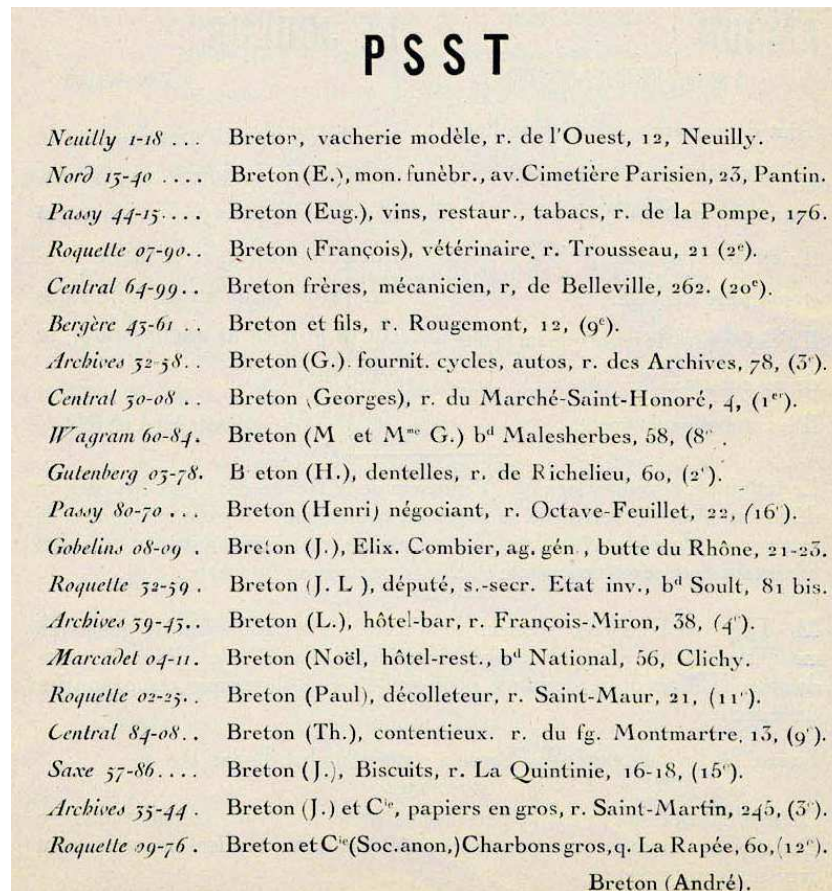 PSST
Neuilly 1-18 ... Breton, vacherie modèle, r. de l'Ouest, 12, Neuilly.
Nord 13-40 .... Breton (E.), mon. funèbr., av. Cimetière Parisien, 23, Pantin.
Passy 44-15.... Breton (Eug.), vins, restaur., tabacs, r. de la Pompe, 176.
Roquette 07-90.. Breton (François), vétérinaire. r. Trousseau, 21 (2e).
Central 64-99.. Breton frères, mécanicien, r, de Belleville, 262. (20e).
Bergère 43-61 .. Breton et fils, r. Rougemont, 12, (9e).
Archives 32-58.. Breton (G.). fournit. cycles, autos, r. des Archives, 78, (3e).
Central 30-08 .. Breton (Georges), r. du Marché-Saint-Honoré, 4, (1er).
Wagram 60-84. Breton (M et Mme G.) bd Malesherbes, 58, (8e .
Gutenberg 03-78. B eton (H.), dentelles, r. de Richelieu, 60, (2e).
Passy 80-70 ... Breton (Henri) négociant, r. Octave-Feuillet, 22, (16e).
Gobelins 08-09 . Breton (J.), Elix. Combier, ag. gén , butte du Rhône, 21-23.
Roquette 32-59 . Breton (J. L ), député, s.-secr. Etat inv., bd Soult, 81 bis.
Archives 39-43.. Breton (L.), hôtel-bar, r. François-Miron, 38, (4e).
Marcadet 04-11. Breton (Noël, hôtel-rest., bd National, 56, Clichy.
Roquette 02-25.. Breton (Paul), décolleteur, r. Saint-Maur, 21, (11e).
Central 84-08.. Breton (Th.), contentieux. r. du fg. Montmartre, 13, (9e).
Saxe 57-86.... Breton (J.), Biscuits, r. La Quintinie, 16-18, (15e).
Archives 35-44 . Breton (J.) et Cie, papiers en gros, r. Saint-Martin, 245, (3e).
Roquette 09-76 . Breton et Cie (Soc. anon,) Charbons gros, q. La Rapée, 60, (12e).
Breton (André).